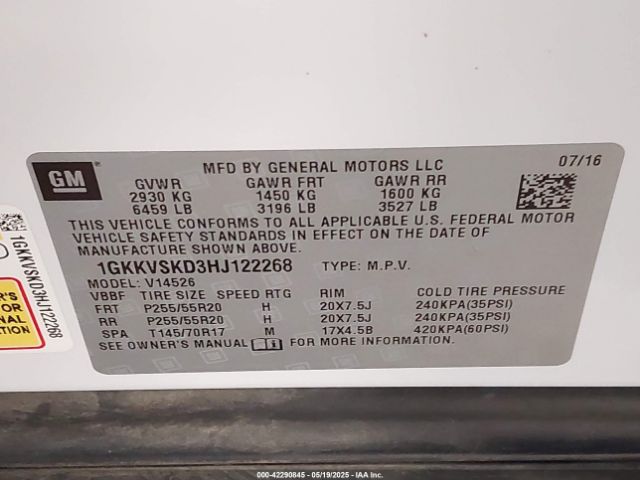 GM
MFD BY GENERAL MOTORS LLC 07/16
GVWR GAWR FRT GAWR RR
2930 KG 1450 KG 1600 KG
6459 LB 3196 LB 3527 LB
THIS VEHICLE CONFORMS TO ALL APPLICABLE U.S. FEDERAL MOTOR
VEHICLE SAFETY STANDARDS IN EFFECT ON THE DATE OF
MANUFACTURE SHOWN ABOVE.
1GKKVSKD3HJ122268 TYPE: M.P.V.
MODEL: V14526
VBBF TIRE SIZE SPEED RTG RIM COLD TIRE PRESSURE
FRT P255/55R20 H 20X7.5J 240KPA(35PSI)
RR P255/55R20 H 20X7.5J 240KPA(35PSI)
SPA T145/70R17 M 17X4.5B 420KPA(60PSI)
SEE OWNER'S MANUAL FOR MORE INFORMATION.
1GKKVSKD3HJ122268
000-42290845 - 05/19/2025 - IAA Inc.